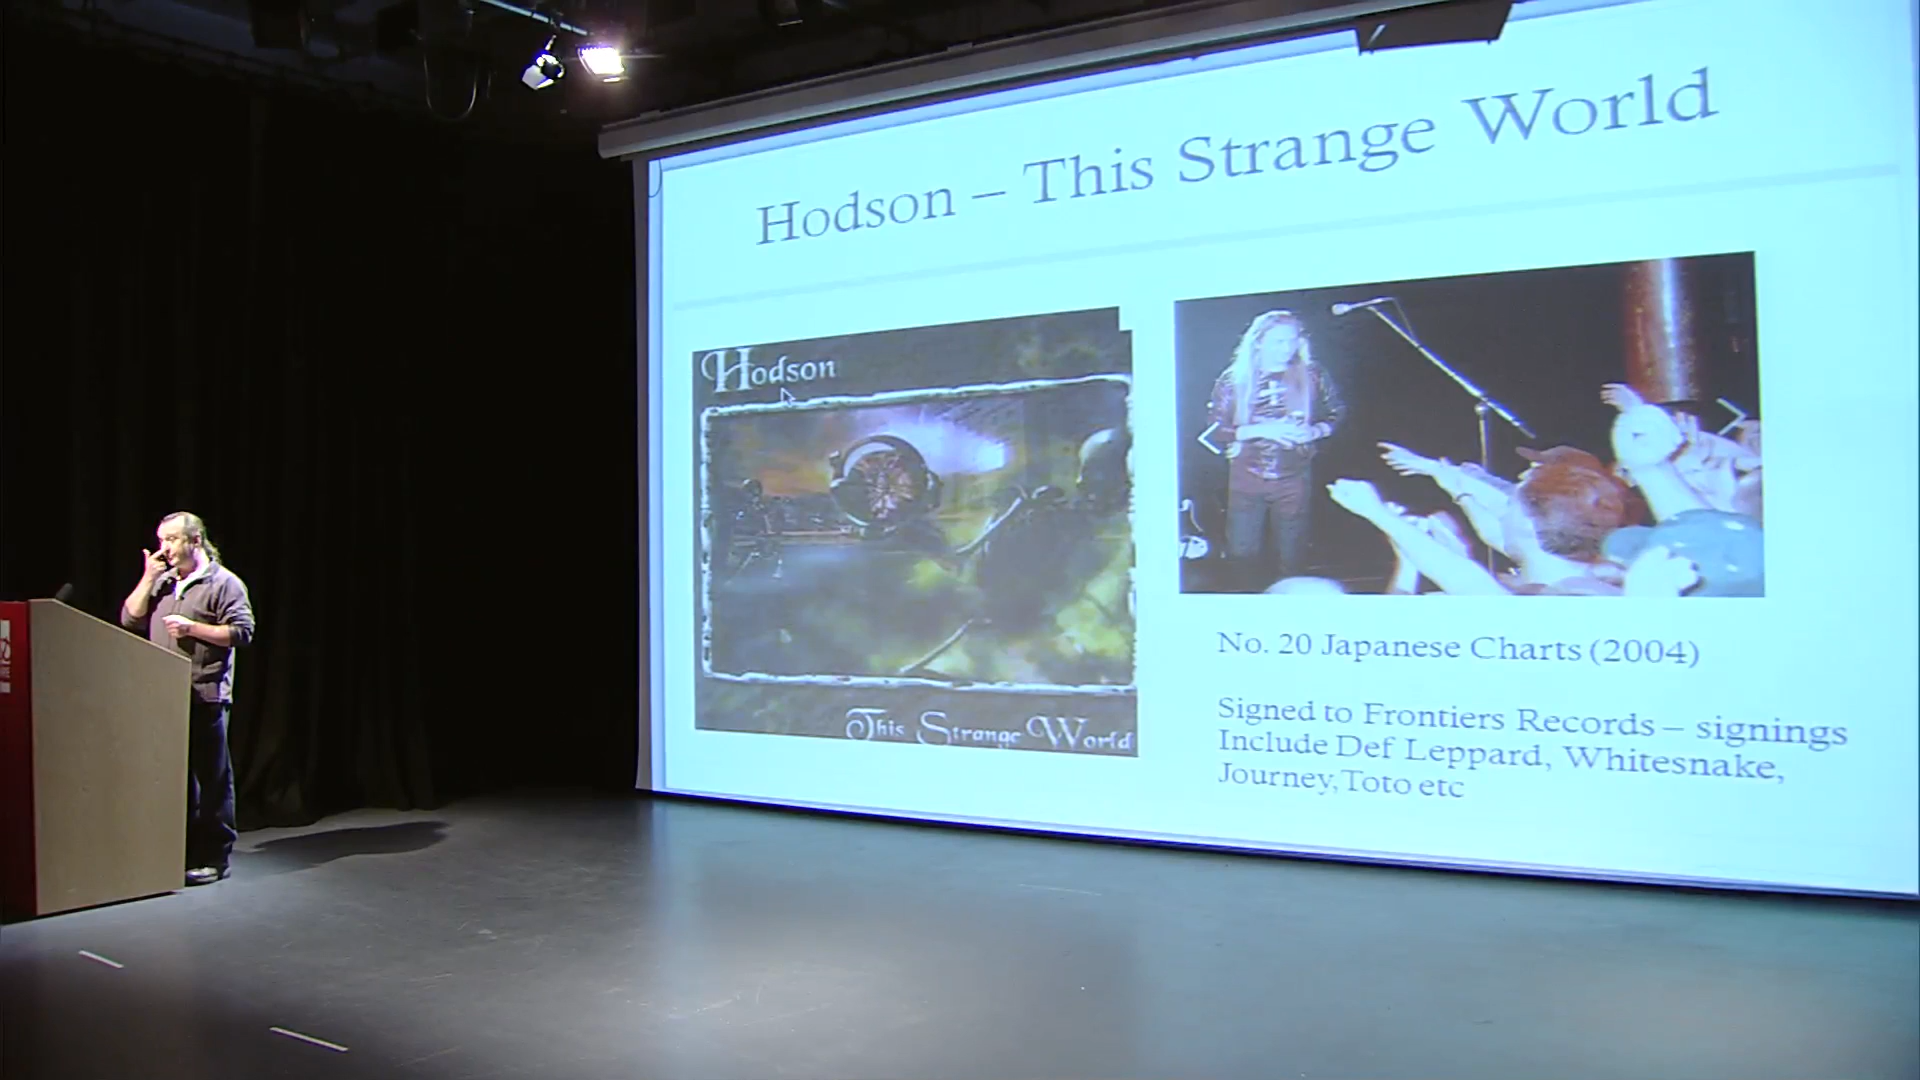 Hodson – This Strange World
Hodson
This Strange World
No. 20 Japanese Charts (2004)
Signed to Frontiers Records – signings
Include Def Leppard, Whitesnake,
Journey, Toto etc